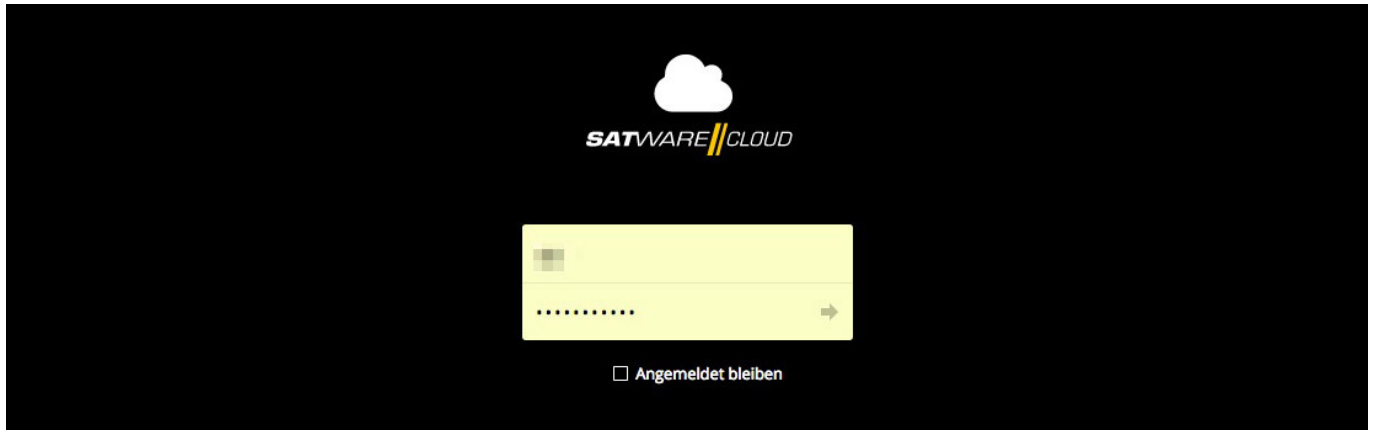 SATWARE//CLOUD
•••••••••••
Angemeldet bleiben